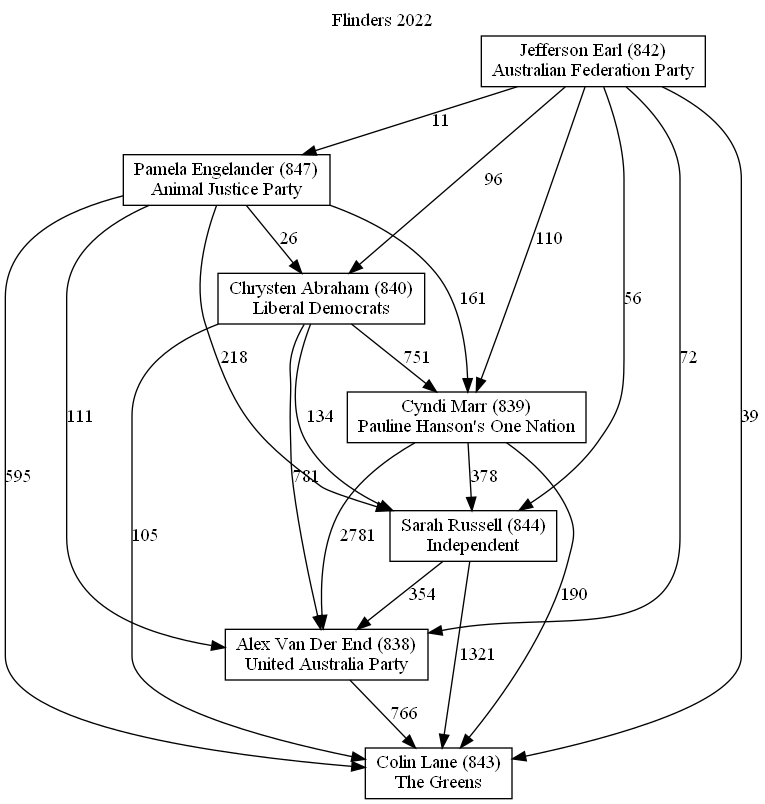 Flinders 2022
Jefferson Earl (842)
Australian Federation Party
11
Pamela Engelander (847)
Animal Justice Party
96
26
110
Chrysten Abraham (840)
Liberal Democrats
161
56
218
751
72
Cyndi Marr (839)
Pauline Hanson's One Nation
111
134
39
595
781
378
Sarah Russell (844)
Independent
105
2781
354
190
Alex Van Der End (838)
United Australia Party
1321
766
Colin Lane (843)
The Greens